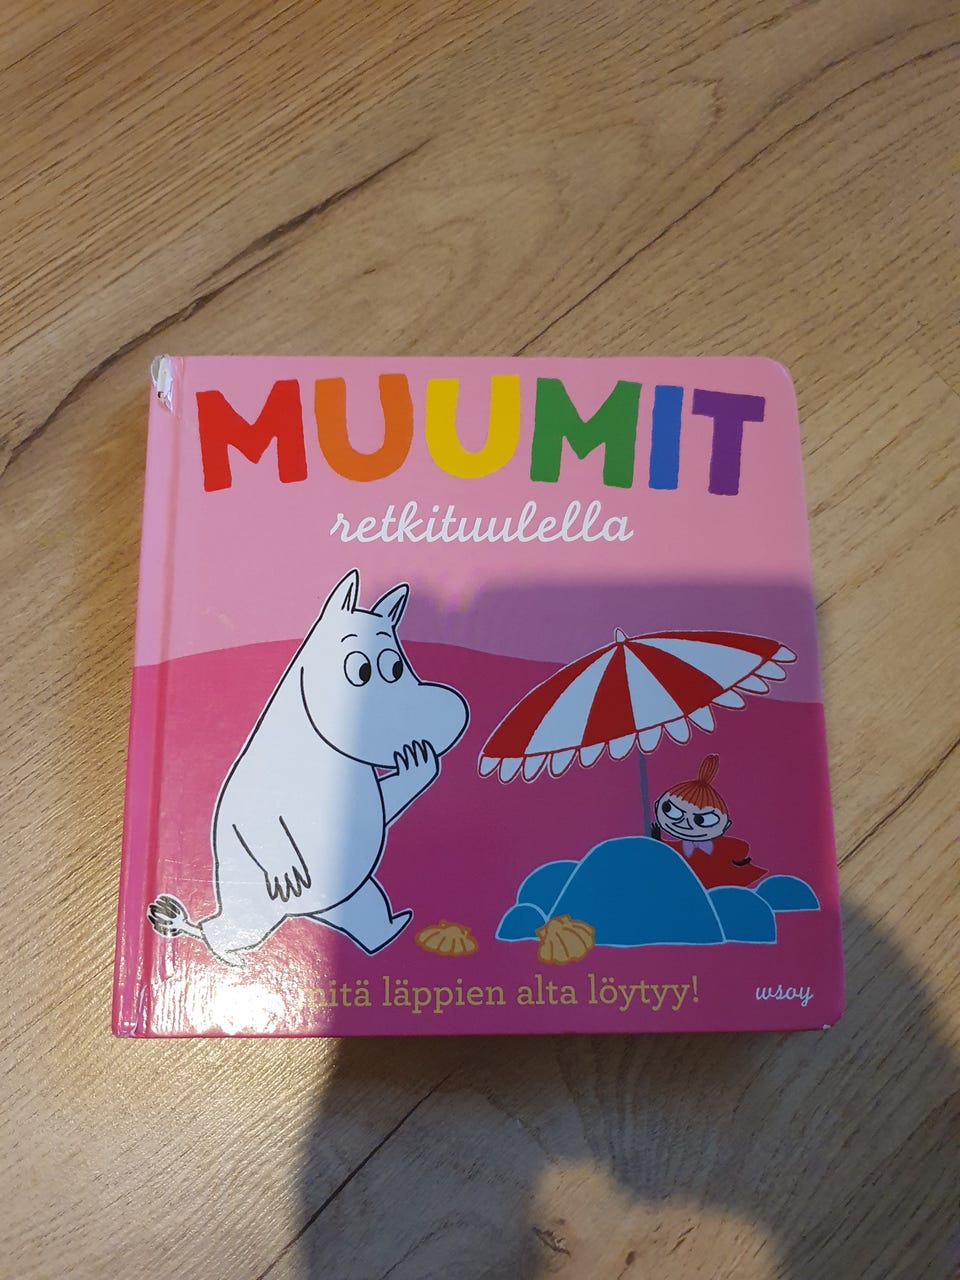 MUUMIT
retkituulella
mitä läppien alta löytyy!
wsoy